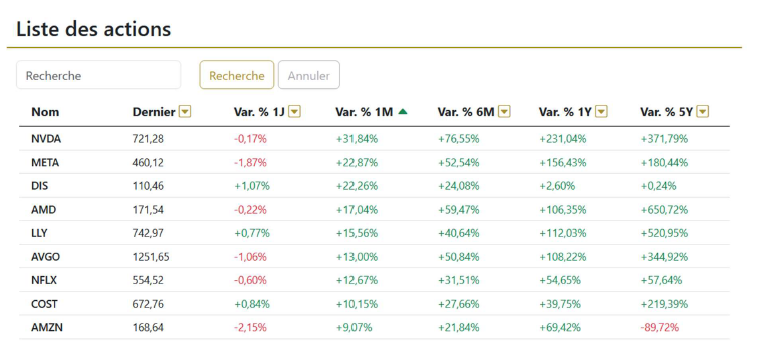 Liste des actions
Recherche Recherche Annuler
Nom Dernier Var. % 1J Var. % 1M Var. % 6M Var. % 1Y Var. % 5Y
NVDA 721,28 -0,17% +31,84% +76,55% +231,04% +371,79%
META 460,12 -1,87% +22,87% +52,54% +156,43% +180,44%
DIS 110,46 +1,07% +22,26% +24,08% +2,60% +0,24%
AMD 171,54 -0,22% +17,04% +59,47% +106,35% +650,72%
LLY 742,97 +0,77% +15,56% +40,64% +112,03% +520,95%
AVGO 1251,65 -1,06% +13,00% +50,84% +108,22% +344,92%
NFLX 554,52 -0,60% +12,67% +31,51% +54,65% +57,64%
COST 672,76 +0,84% +10,15% +27,66% +39,75% +219,39%
AMZN 168,64 -2,15% +9,07% +21,84% +69,42% -89,72%